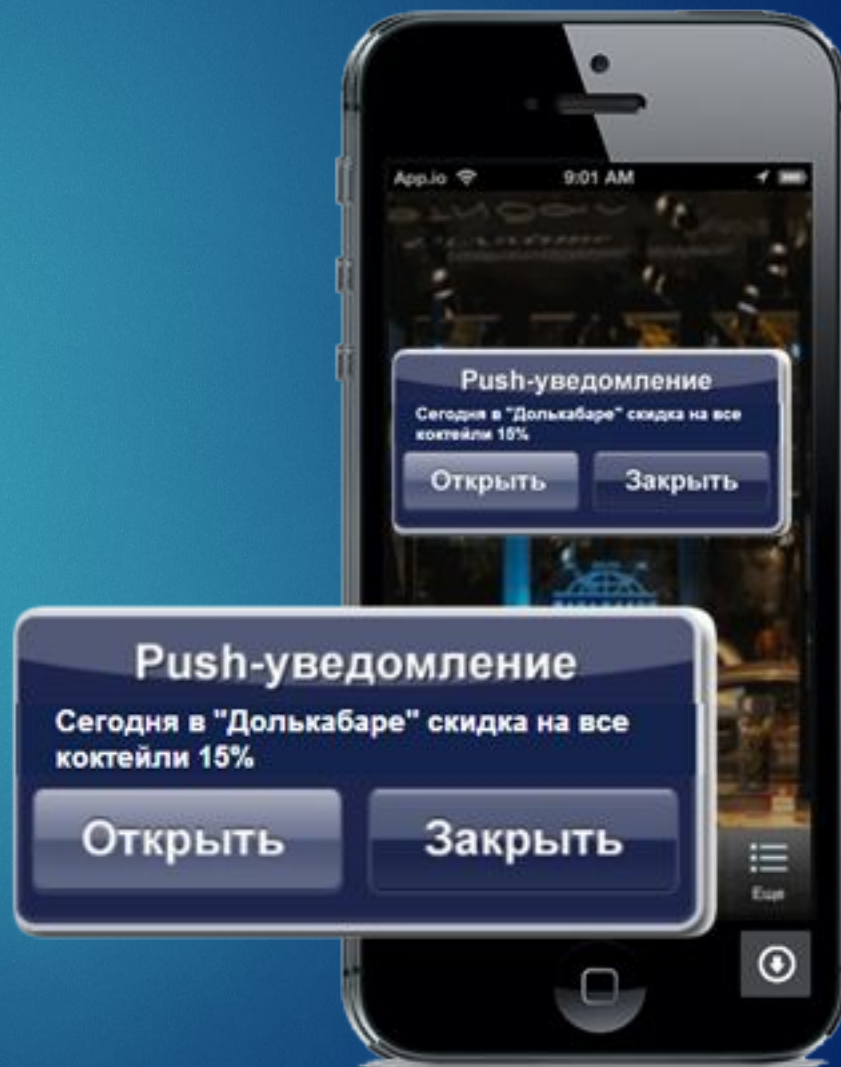 App.io 9:01 AM
Push-уведомление
Сегодня в "Долькабаре" скидка на все
коктейли 15%
Открыть Закрыть
Push-уведомление
Сегодня в "Долькабаре" скидка на все
коктейли 15%
Открыть Закрыть
Еще